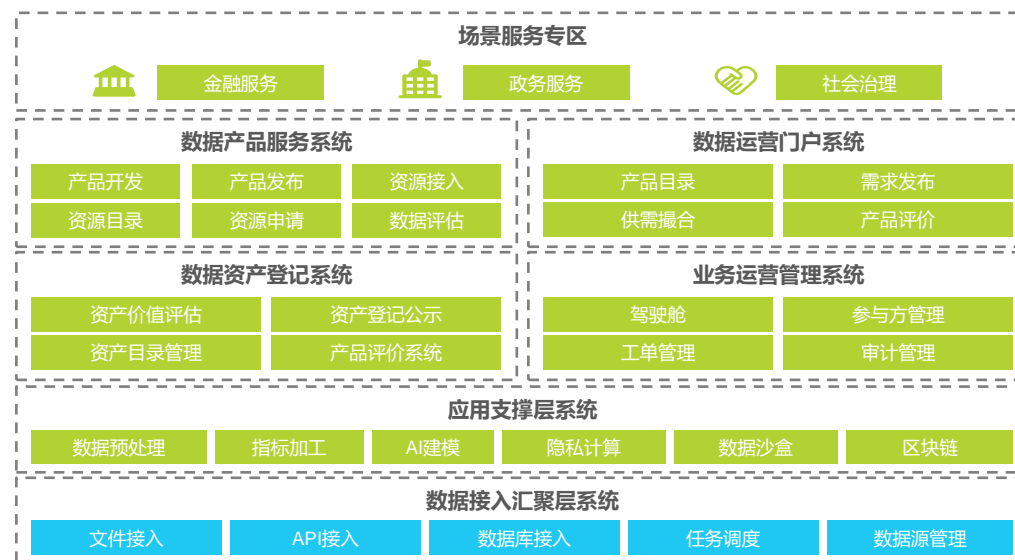 场景服务专区
金融服务 政务服务 社会治理
数据产品服务系统
产品开发 产品发布 资源接入
资源目录 资源申请 数据评估
数据运营门户系统
产品目录 需求发布
供需撮合 产品评价
数据资产登记系统
资产价值评估 资产登记公示
资产目录管理 产品评价系统
业务运营管理系统
驾驶舱 参与方管理
工单管理 审计管理
应用支撑层系统
数据预处理 指标加工 AI建模 隐私计算 数据沙盒 区块链
数据接入汇聚层系统
文件接入 API接入 数据库接入 任务调度 数据源管理